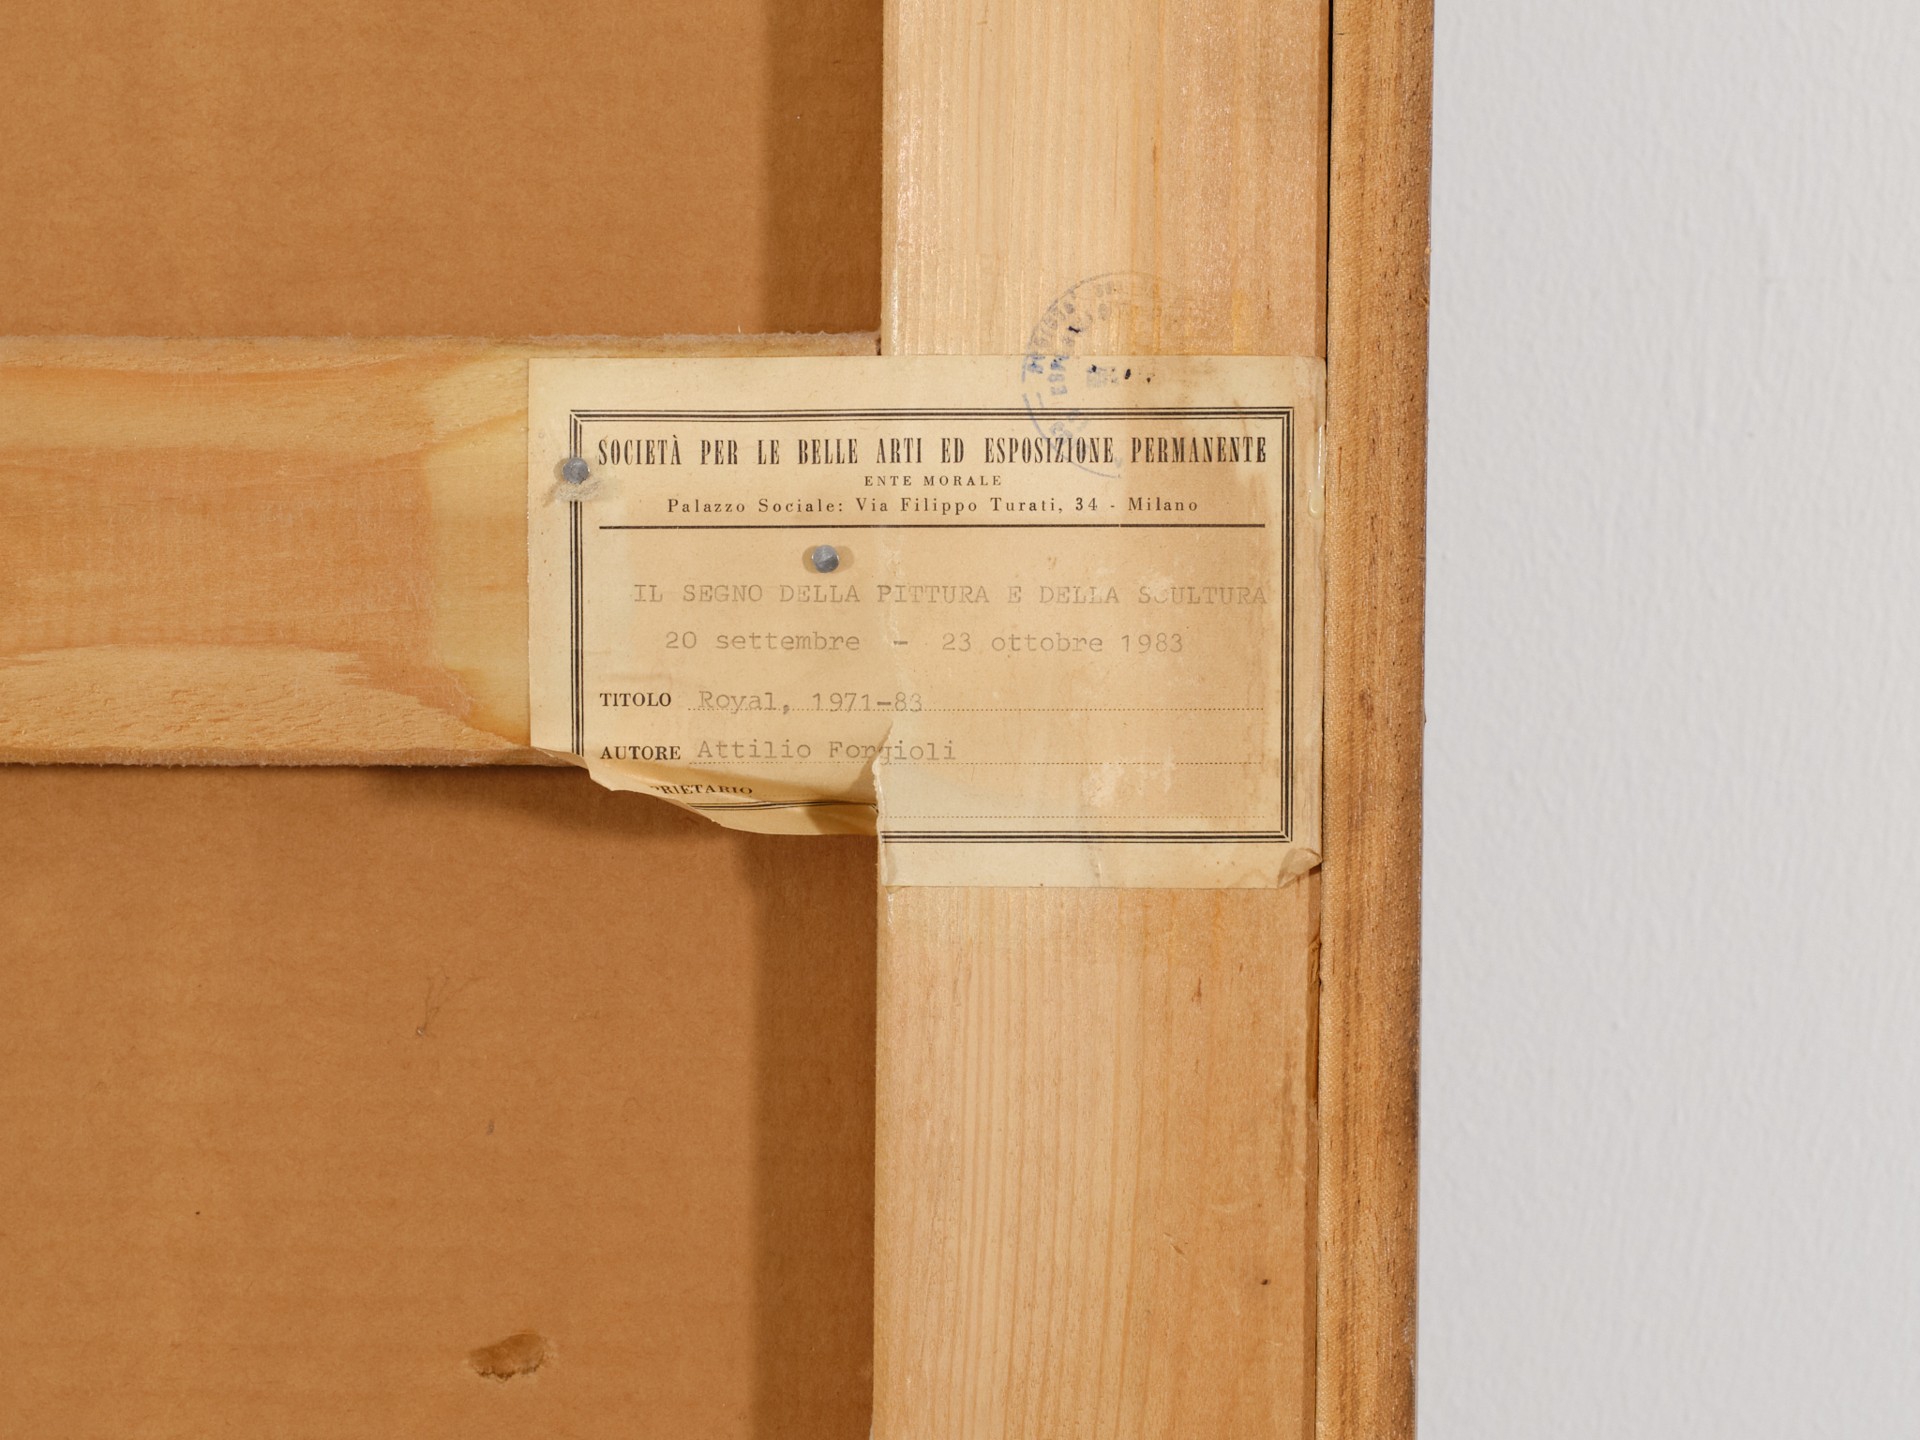 SOCIETÀ PER LE BELLE ARTI ED ESPOSIZIONE PERMANENTE
ENTE MORALE
Palazzo Sociale: Via Filippo Turati, 34 - Milano
IL SEGNO DELLA PITTURA E DELLA SCULTURA
20 settembre - 23 ottobre 1983
TITOLO Royal, 1971-83
AUTORE Attilio Forgioli
PRIETARIO